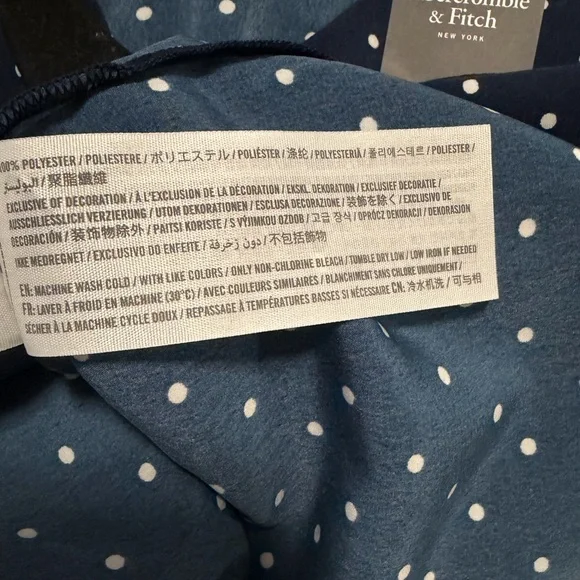 & Fitch
NEW YORK
100% POLYESTER / POLIESTERE / ポリエステル / POLIÉSTER / 涤纶 / POLYESTERIÄ / 폴리에스테르 / POLIESTER /
البوليستر / 聚脂纖維
EXCLUSIVE OF DECORATION / À L'EXCLUSION DE LA DÉCORATION / EKSKL. DEKORATION / EXCLUSIEF DECORATIE /
AUSSCHLIESSLICH VERZIERUNG / UTOM DEKORATIONEN / ESCLUSA DECORAZIONE / 装飾を除く / EXCLUSIVO DE
DECORACIÓN / 装饰物除外 / PAITSI KORISTE / S VÝJIMKOU OZDOB / 고급 장식 / OPRÓCZ DEKORACJI / DEKORASJON
IKKE MEDREGNET / EXCLUSIVO DO ENFEITE / دون زخرفة / 不包括飾物
EN: MACHINE WASH COLD / WITH LIKE COLORS / ONLY NON-CHLORINE BLEACH / TUMBLE DRY LOW / LOW IRON IF NEEDED
FR: LAVER À FROID EN MACHINE (30°C) / AVEC COULEURS SIMILAIRES / BLANCHIMENT SANS CHLORE UNIQUEMENT /
SÉCHER À LA MACHINE CYCLE DOUX / REPASSAGE À TEMPÉRATURES BASSES SI NÉCESSAIRE CN: 冷水机洗 / 可与相